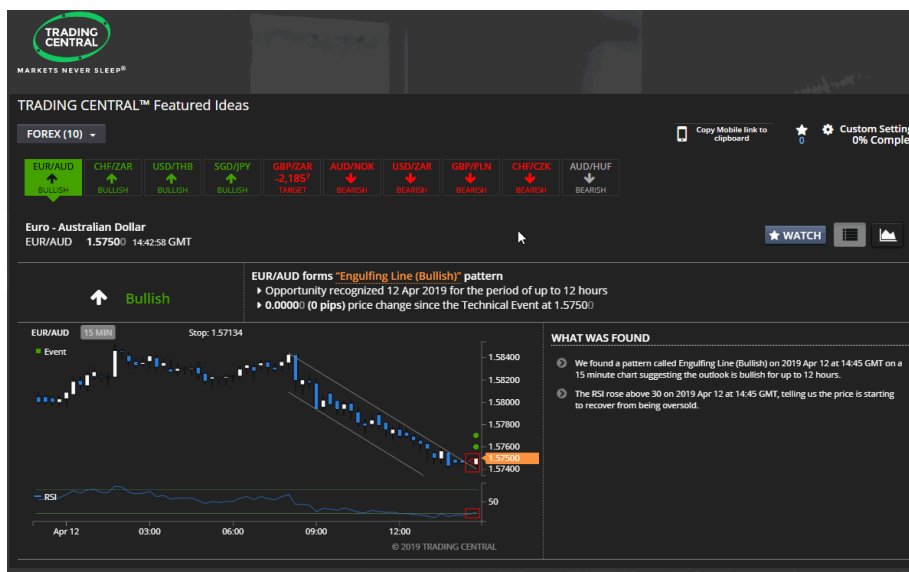 TRADING
CENTRAL
MARKETS NEVER SLEEP®
TRADING CENTRAL™ Featured Ideas
FOREX (10)
Copy Mobile link to
clipboard
0
Custom Setting
0% Comple
EUR/AUD
BULLISH
CHF/ZAR
BULLISH
USD/THB
BULLISH
SGD/JPY
BULLISH
GBP/ZAR
-2,185⁷
TARGET
AUD/NOK
BEARISH
USD/ZAR
BEARISH
GBP/PLN
BEARISH
CHF/CZK
BEARISH
AUD/HUF
BEARISH
Euro - Australian Dollar
EUR/AUD 1.57500 14:42:58 GMT
WATCH
Bullish
EUR/AUD forms "Engulfing Line (Bullish)" pattern
Opportunity recognized 12 Apr 2019 for the period of up to 12 hours
0.00000 (0 pips) price change since the Technical Event at 1.57500
EUR/AUD 15 MIN Stop: 1.57134
Event
1.58400
1.58200
1.58000
1.57800
1.57600
1.57500
1.57400
RSI
50
Apr 12 03:00 06:00 09:00 12:00
© 2019 TRADING CENTRAL
WHAT WAS FOUND
We found a pattern called Engulfing Line (Bullish) on 2019 Apr 12 at 14:45 GMT on a
15 minute chart suggesting the outlook is bullish for up to 12 hours.
The RSI rose above 30 on 2019 Apr 12 at 14:45 GMT, telling us the price is starting
to recover from being oversold.